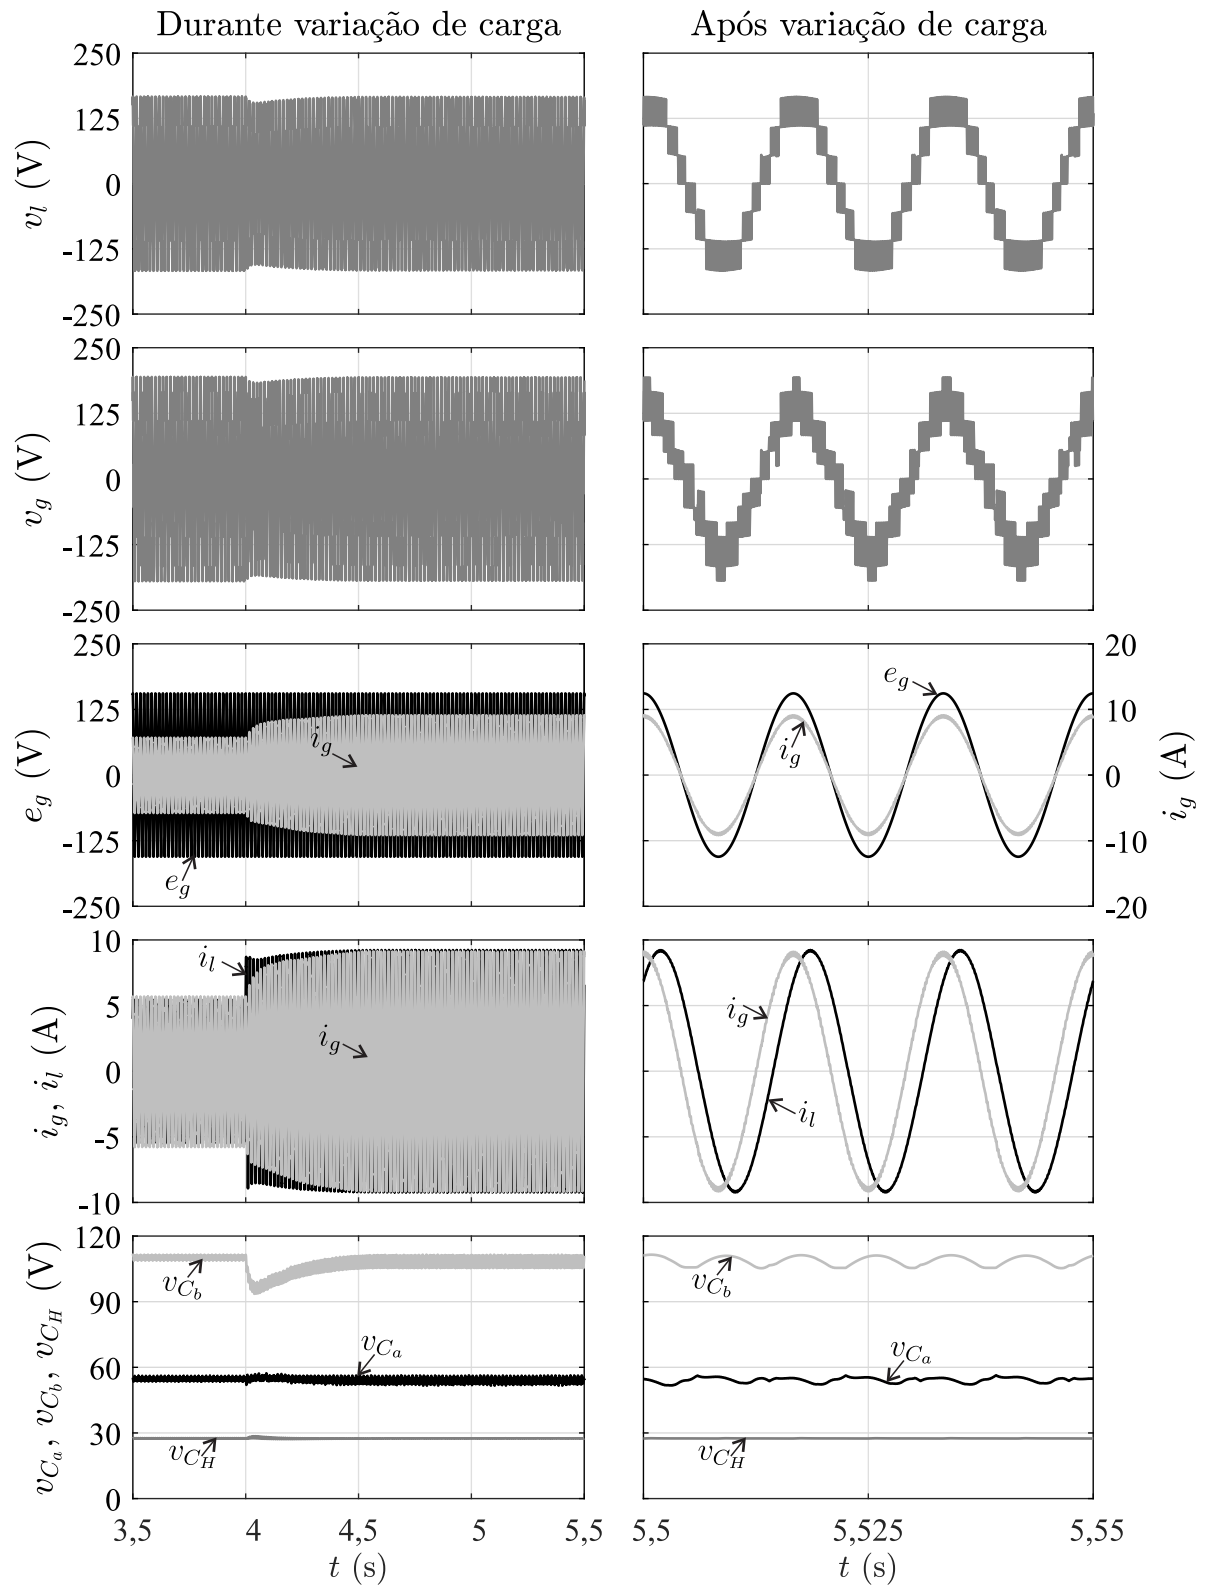 Durante variação de carga
Após variação de carga
250
125
0
-125
-250
v_l (V)
250
125
0
-125
-250
v_g (V)
250
125
0
-125
-250
e_g (V)
i_g
e_g
e_g
i_g
20
10
0
-10
-20
i_g (A)
10
5
0
-5
-10
i_g, i_l (A)
i_l
i_g
i_g
i_l
120
90
60
30
0
v_{C_a}, v_{C_b}, v_{C_H} (V)
v_{C_b}
v_{C_a}
v_{C_H}
v_{C_b}
v_{C_a}
v_{C_H}
3,5 4 4,5 5 5,5
t (s)
5,5 5,525 5,55
t (s)